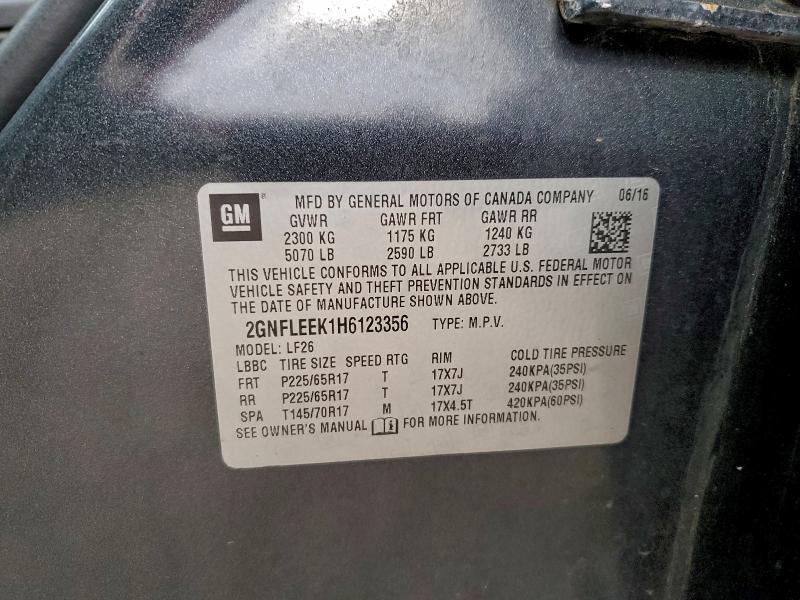 GM ® MFD BY GENERAL MOTORS OF CANADA COMPANY 06/16
GVWR GAWR FRT GAWR RR
2300 KG 1175 KG 1240 KG
5070 LB 2590 LB 2733 LB
THIS VEHICLE CONFORMS TO ALL APPLICABLE U.S. FEDERAL MOTOR
VEHICLE SAFETY AND THEFT PREVENTION STANDARDS IN EFFECT ON
THE DATE OF MANUFACTURE SHOWN ABOVE.
2GNFLEEK1H6123356 TYPE: M.P.V.
MODEL: LF26
LBBC TIRE SIZE SPEED RTG RIM COLD TIRE PRESSURE
FRT P225/65R17 T 17X7J 240KPA(35PSI)
RR P225/65R17 T 17X7J 240KPA(35PSI)
SPA T145/70R17 M 17X4.5T 420KPA(60PSI)
SEE OWNER'S MANUAL i FOR MORE INFORMATION.